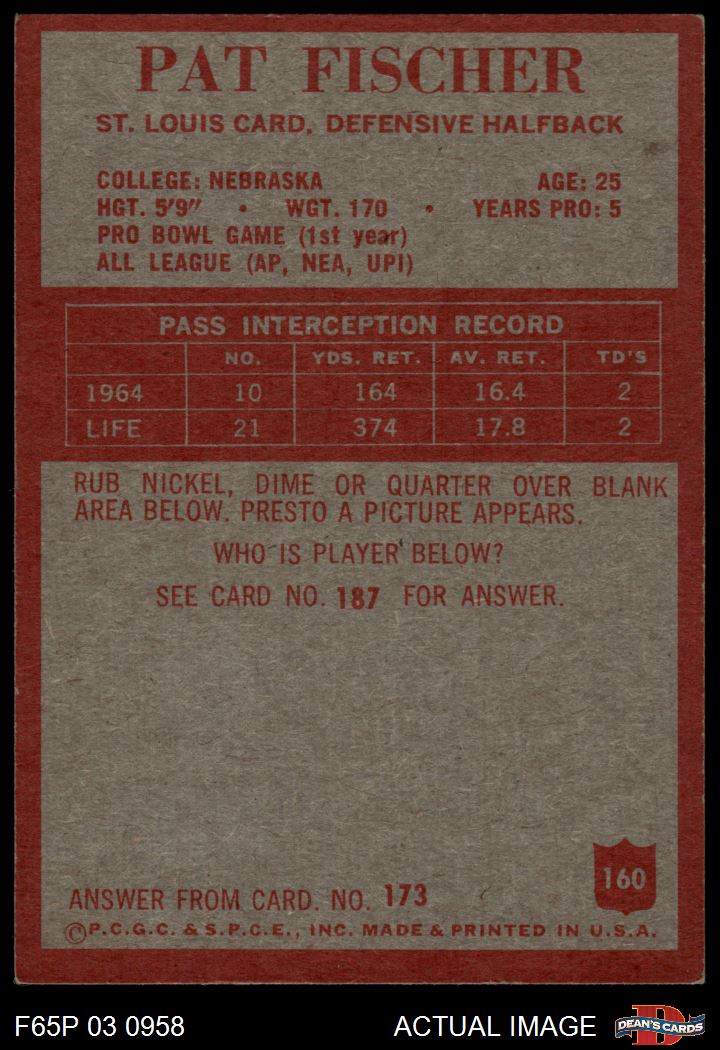 PAT FISCHER
ST. LOUIS CARD. DEFENSIVE HALFBACK
COLLEGE: NEBRASKA AGE: 25
HGT. 5'9" • WGT. 170 • YEARS PRO: 5
PRO BOWL GAME (1st year)
ALL LEAGUE (AP, NEA, UPI)
PASS INTERCEPTION RECORD
NO. YDS. RET. AV. RET. TD'S
1964 10 164 16.4 2
LIFE 21 374 17.8 2
RUB NICKEL, DIME OR QUARTER OVER BLANK
AREA BELOW. PRESTO A PICTURE APPEARS.
WHO IS PLAYER BELOW?
SEE CARD NO. 187 FOR ANSWER.
160
ANSWER FROM CARD. NO. 173
©P.C.G.C. & S.P.C.E., INC. MADE & PRINTED IN U.S.A.
F65P 03 0958 ACTUAL IMAGE DEAN'S CARDS